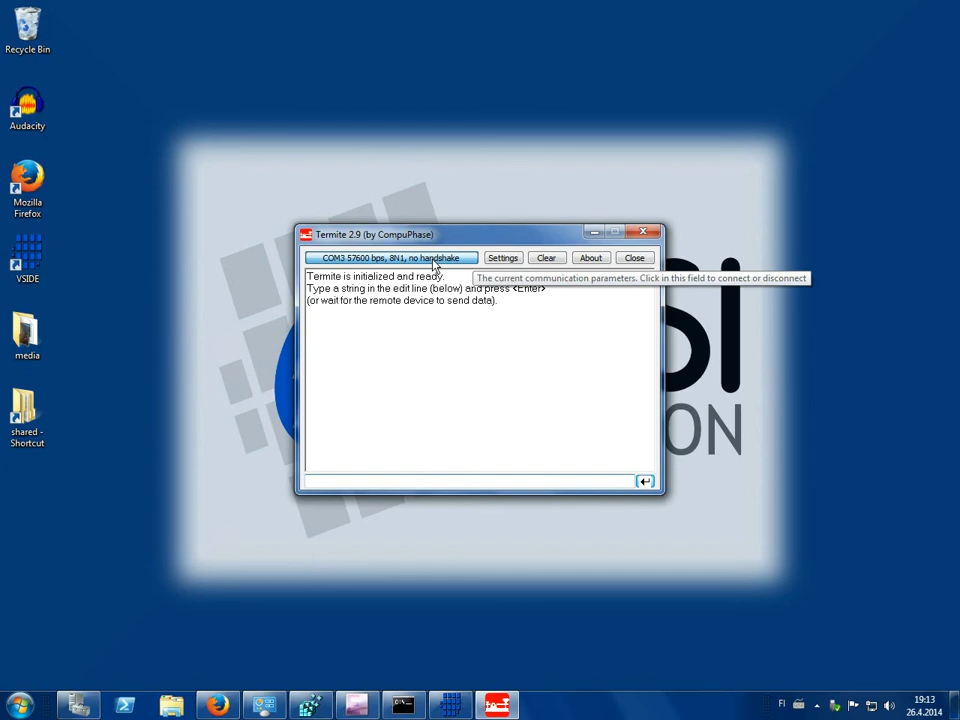 Recycle Bin
Audacity
Mozilla
Firefox
VSIDE
media
shared -
Shortcut
Termite 2.9 (by CompuPhase)
COM3 57600 bps, 8N1, no handshake
Settings
Clear
About
Close
Termite is initialized and ready.
The current communication parameters. Click in this field to connect or disconnect
Type a string in the edit line (below) and press <Enter>
(or wait for the remote device to send data).
SI
ON
FI
19:13
26.4.2014